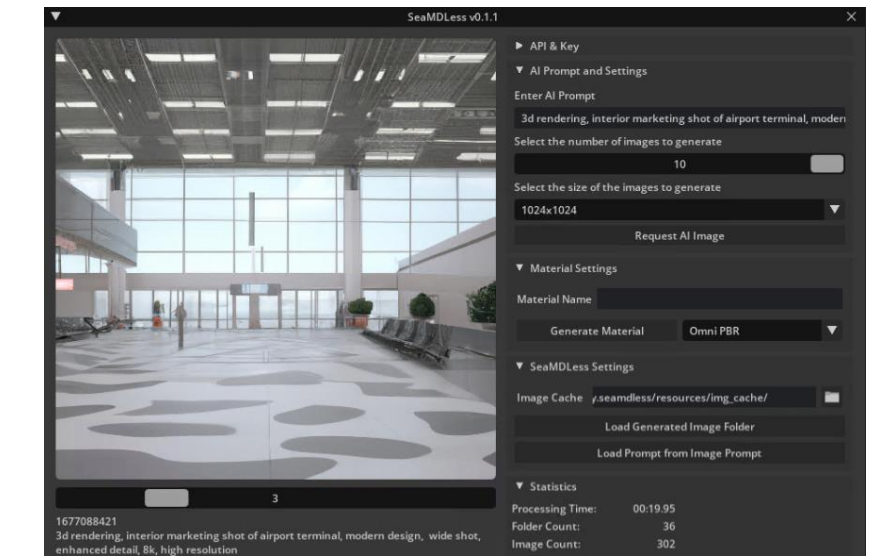 SeaMDLess v0.1.1
API & Key
AI Prompt and Settings
Enter AI Prompt
3d rendering, interior marketing shot of airport terminal, modern
Select the number of images to generate
10
Select the size of the images to generate
1024x1024
Request AI Image
Material Settings
Material Name
Generate Material Omni PBR
SeaMDLess Settings
Image Cache y.seamdless/resources/img_cache/
Load Generated Image Folder
Load Prompt from Image Prompt
Statistics
Processing Time: 00:19.95
Folder Count: 36
Image Count: 302
3
1677088421
3d rendering, interior marketing shot of airport terminal, modern design, wide shot,
enhanced detail, 8k, high resolution